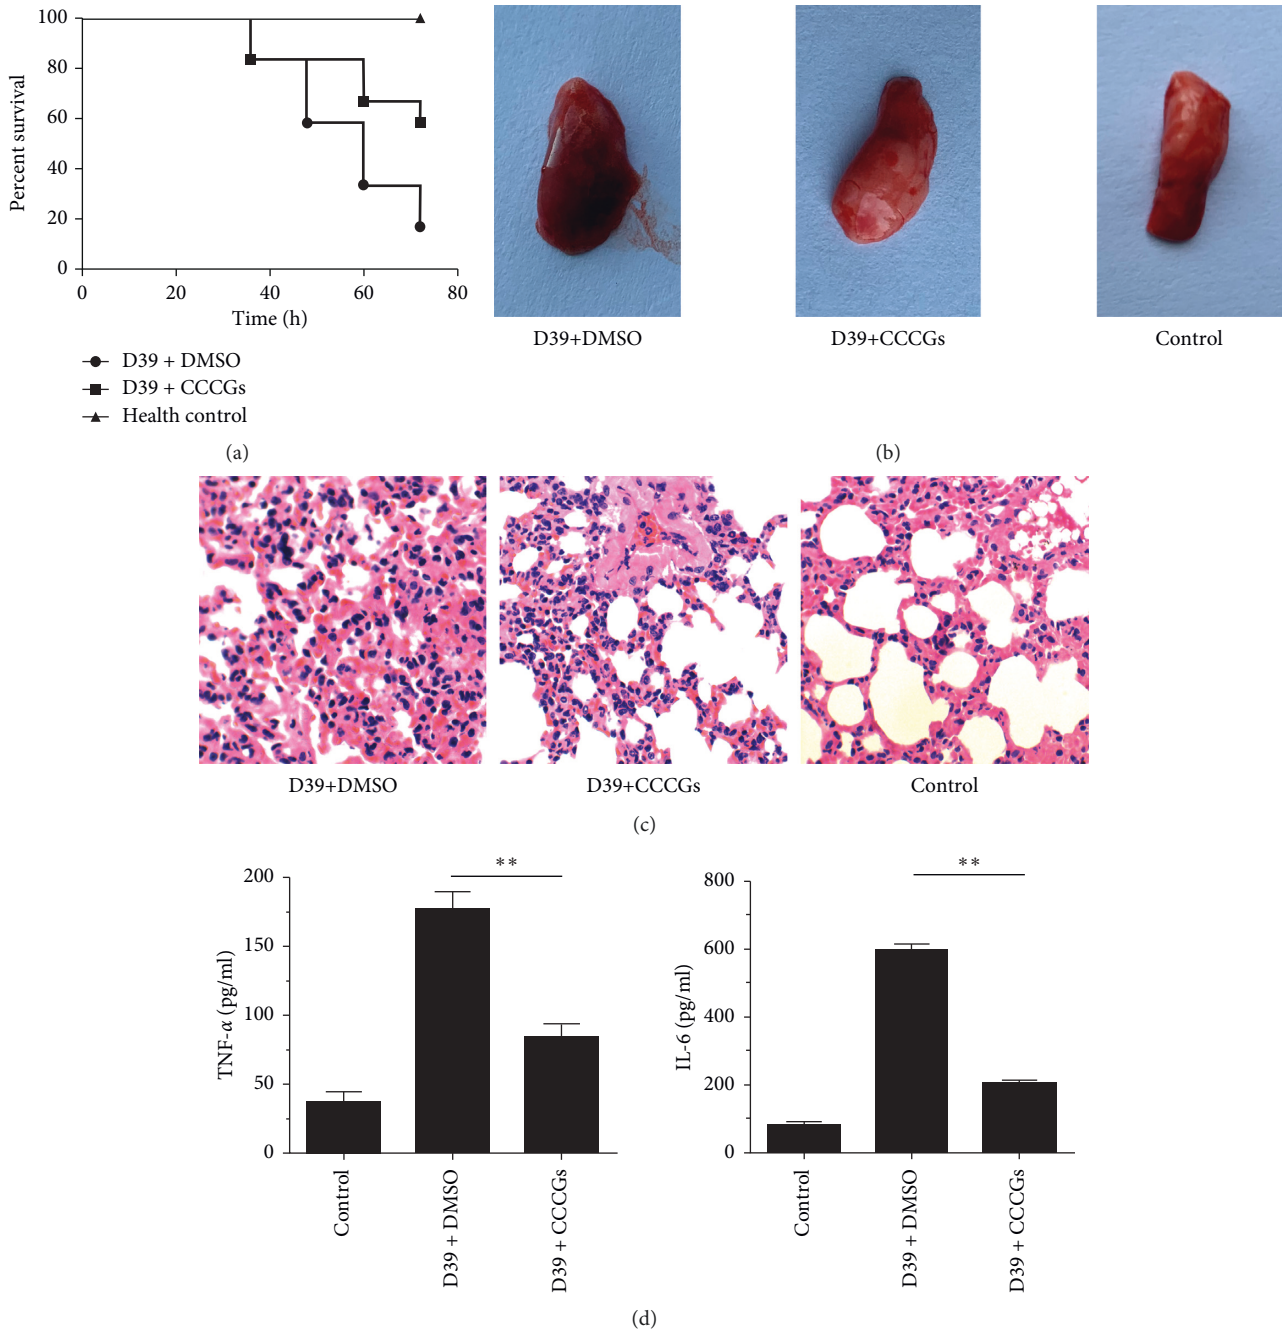 100
80
60
40
20
0
Percent survival
0 20 40 60 80
Time (h)
D39 + DMSO
D39 + CCCGs
Health control
(a)
D39+DMSO
D39+CCCGs
Control
(b)
D39+DMSO
D39+CCCGs
Control
(c)
200
150
100
50
0
TNF-α (pg/ml)
**
Control
D39 + DMSO
D39 + CCCGs
800
600
400
200
0
IL-6 (pg/ml)
**
Control
D39 + DMSO
D39 + CCCGs
(d)